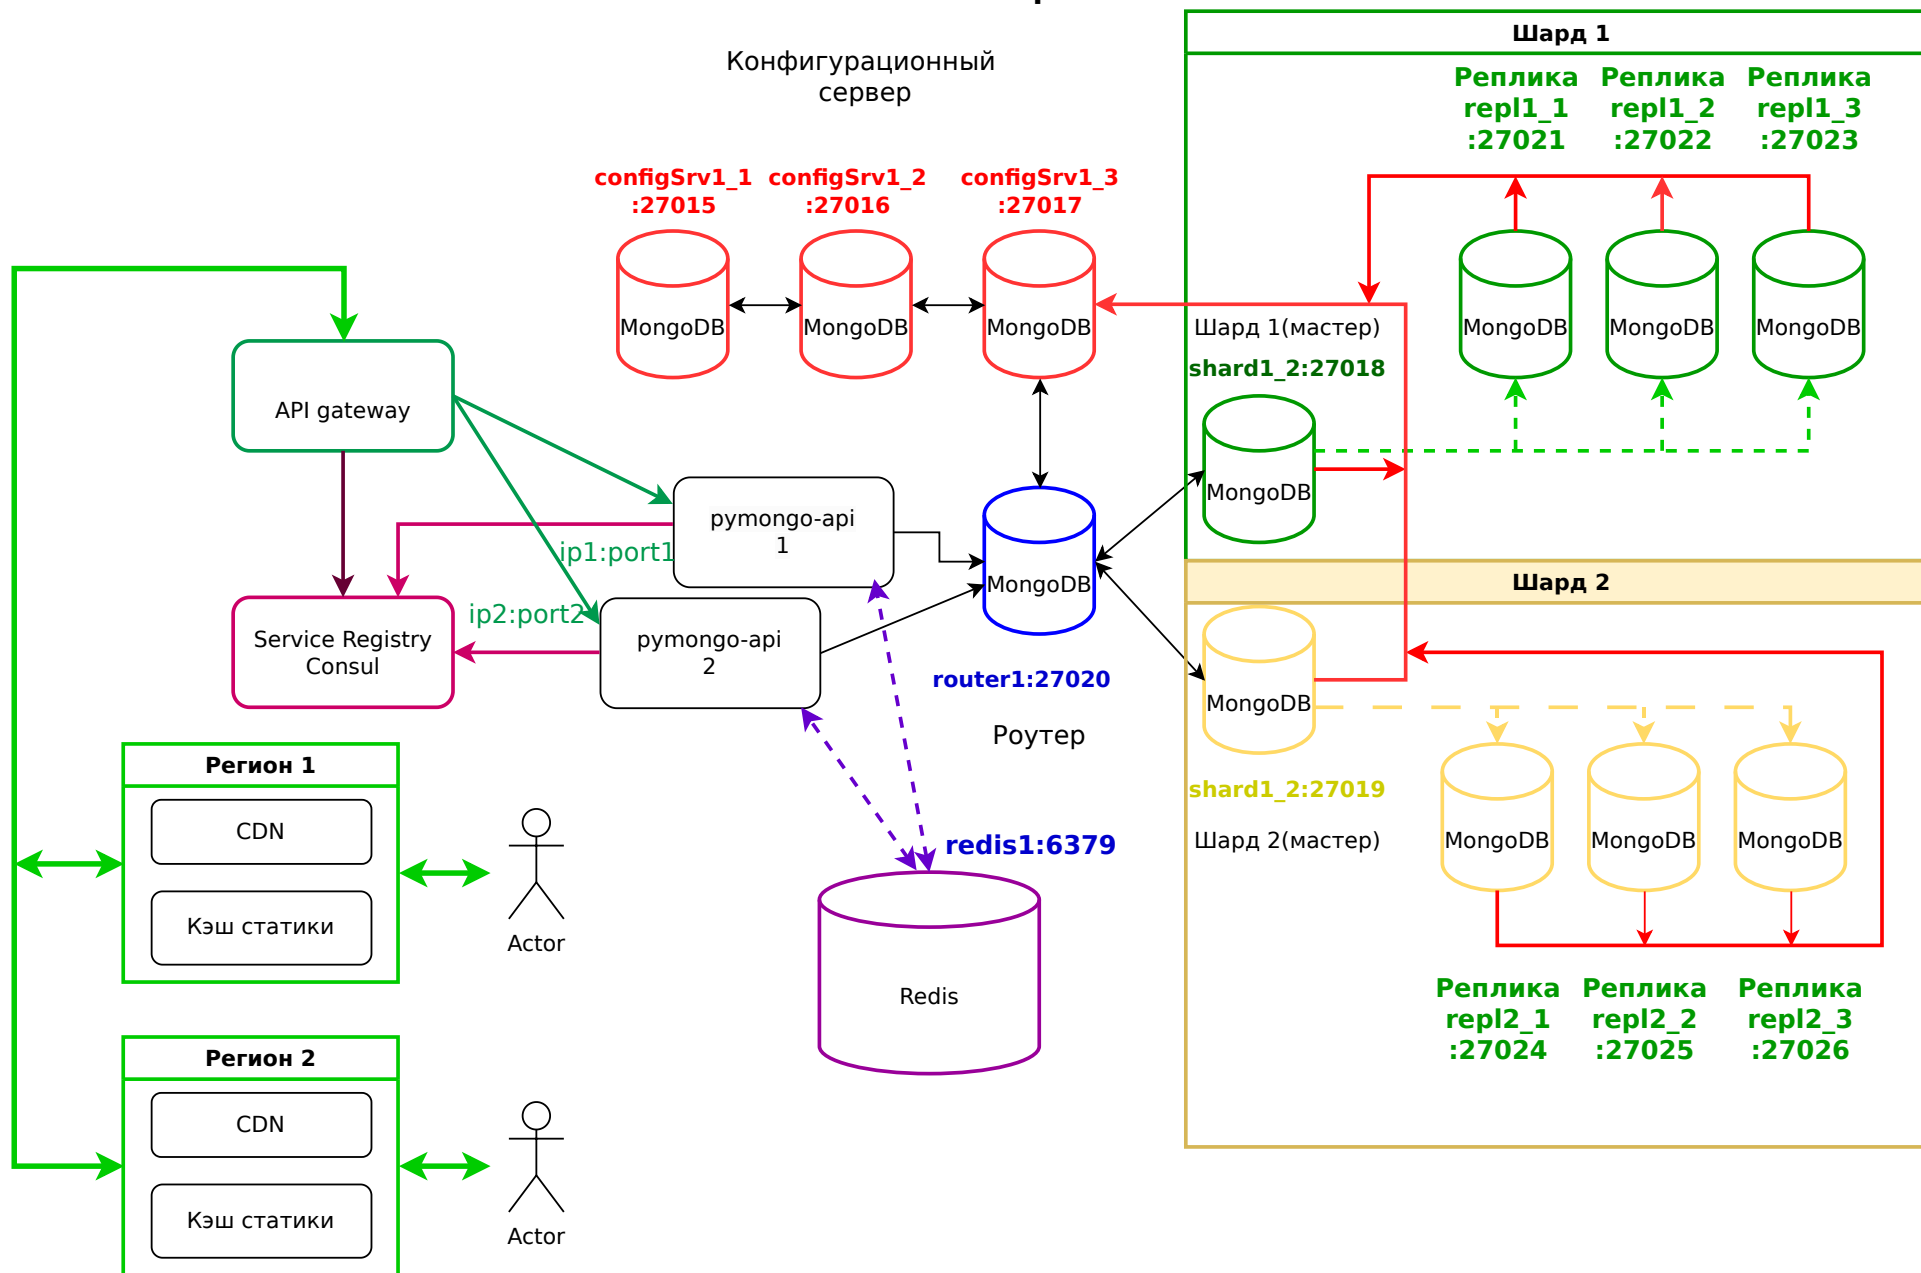 Шард 1
Конфигурационный
сервер
Реплика
repl1_1
:27021
Реплика
repl1_2
:27022
Реплика
repl1_3
:27023
configSrv1_1
:27015
configSrv1_2
:27016
configSrv1_3
:27017
MongoDB
MongoDB
MongoDB
Шард 1(мастер)
shard1_2:27018
MongoDB
MongoDB
MongoDB
API gateway
MongoDB
pymongo-api
1
ip1:port1
MongoDB
Шард 2
ip2:port2
Service Registry
Consul
pymongo-api
2
router1:27020
Роутер
MongoDB
shard1_2:27019
Шард 2(мастер)
MongoDB
MongoDB
MongoDB
Регион 1
CDN
Кэш статики
Actor
redis1:6379
Redis
Реплика
repl2_1
:27024
Реплика
repl2_2
:27025
Реплика
repl2_3
:27026
Регион 2
CDN
Кэш статики
Actor